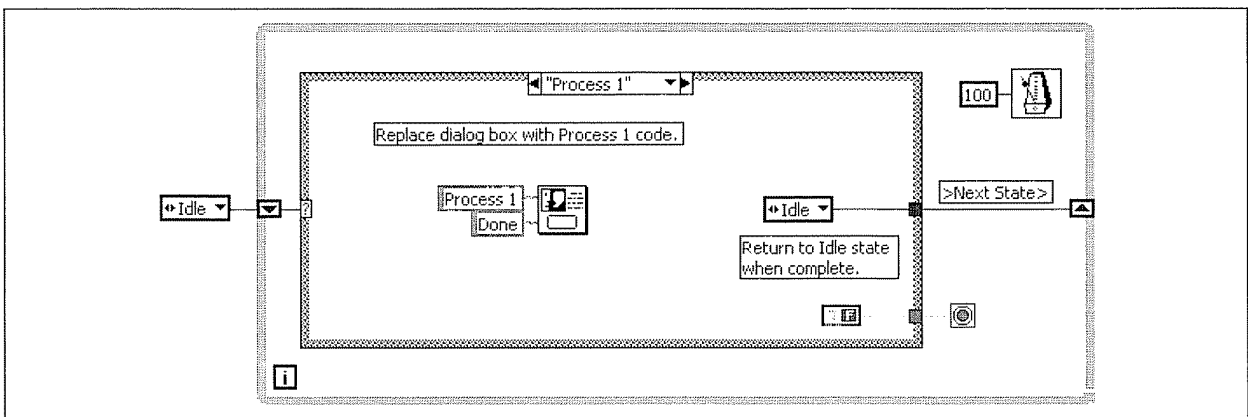 "Process 1"
100
Replace dialog box with Process 1 code.
Idle
?
Process 1
Done
Idle
>Next State>
Return to Idle state
when complete.
T F
i